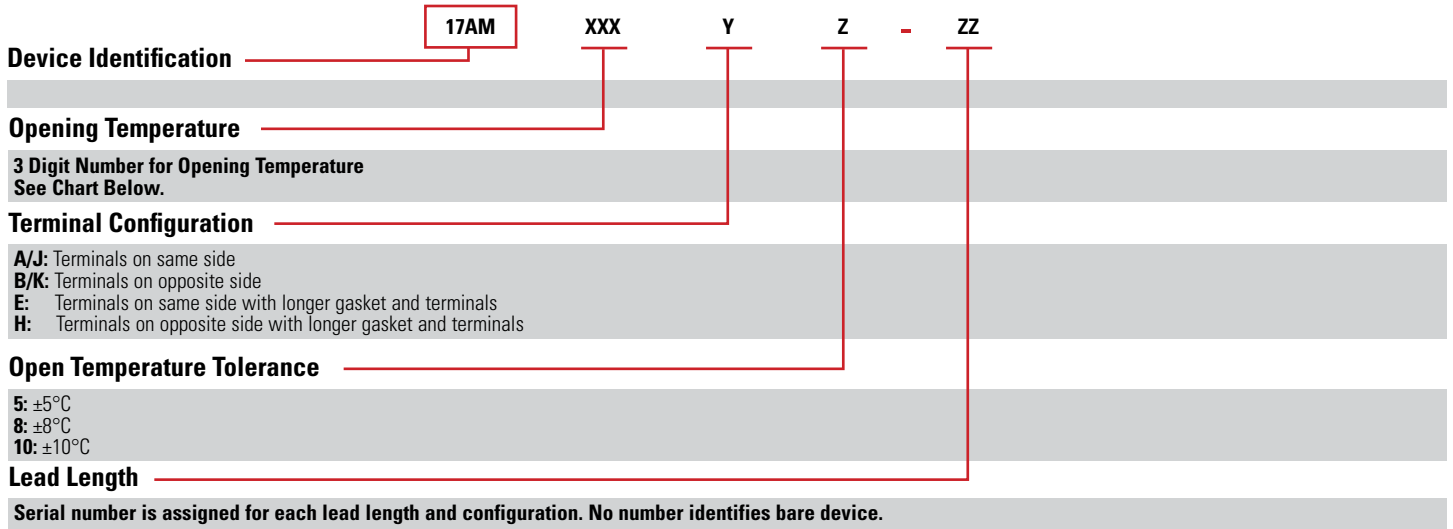 17AM XXX Y Z - ZZ
Device Identification
Opening Temperature
3 Digit Number for Opening Temperature
See Chart Below.
Terminal Configuration
A/J: Terminals on same side
B/K: Terminals on opposite side
E: Terminals on same side with longer gasket and terminals
H: Terminals on opposite side with longer gasket and terminals
Open Temperature Tolerance
5: ±5°C
8: ±8°C
10: ±10°C
Lead Length
Serial number is assigned for each lead length and configuration. No number identifies bare device.